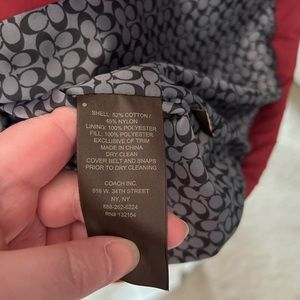 SHELL: 52% COTTON /
48% NYLON
LINING: 100% POLYESTER
FILL: 100% POLYESTER
EXCLUSIVE OF TRIM
MADE IN CHINA
DRY CLEAN
COVER BELT AND SNAPS
PRIOR TO DRY CLEANING
COACH INC.
516 W. 34TH STREET
NY, NY
888-262-6224
RN# 132154